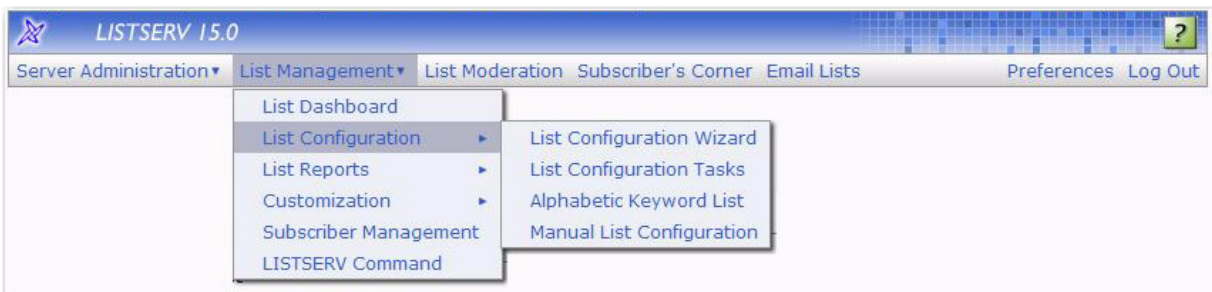 LISTSERV 15.0
?
Server Administration▾ List Management▾ List Moderation Subscriber's Corner Email Lists Preferences Log Out
List Dashboard
List Configuration ▸
List Configuration Wizard
List Reports ▸
List Configuration Tasks
Customization ▸
Alphabetic Keyword List
Subscriber Management
Manual List Configuration
LISTSERV Command